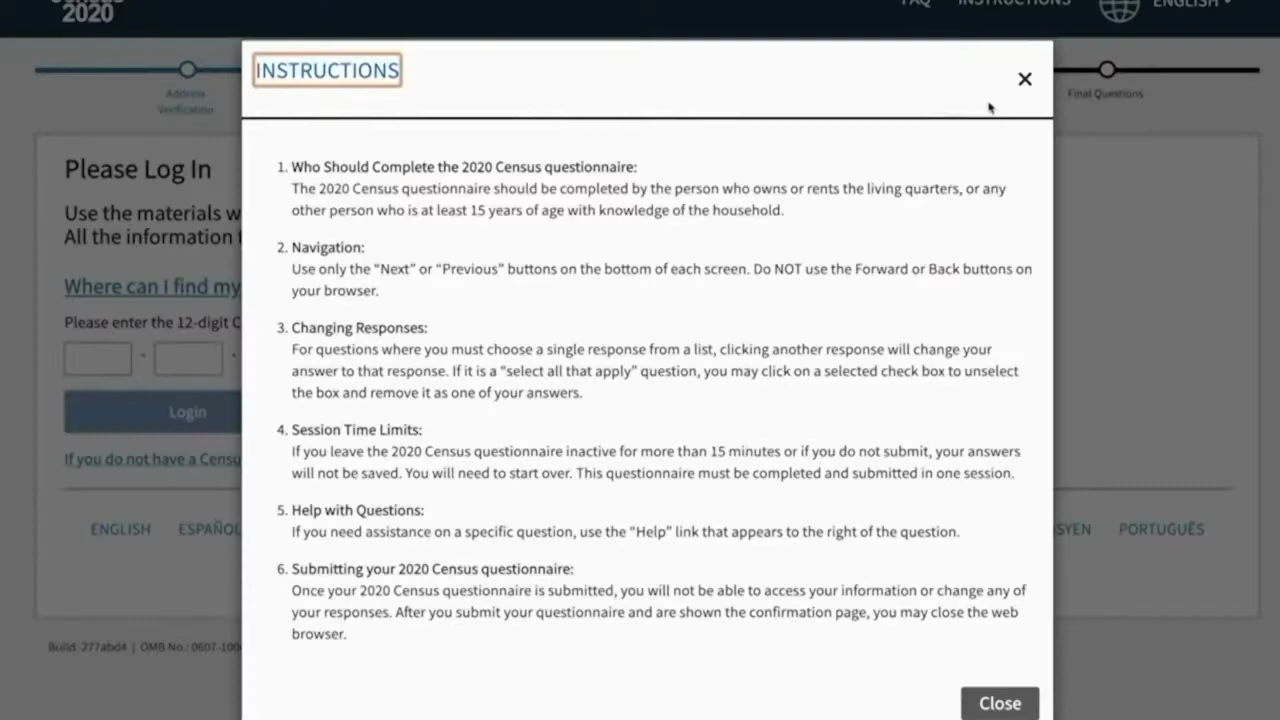 2020
FAQ INSTRUCTIONS ENGLISH
INSTRUCTIONS
Address
Verification
Final Questions
Please Log In
Use the materials w
All the information
Where can I find my
Please enter the 12-digit C
Login
If you do not have a Censu
ENGLISH ESPAÑOL
SYEN PORTUGUÊS
Build: 277abd4 | OMB No.: 0607-100
1. Who Should Complete the 2020 Census questionnaire:
The 2020 Census questionnaire should be completed by the person who owns or rents the living quarters, or any
other person who is at least 15 years of age with knowledge of the household.
2. Navigation:
Use only the “Next” or “Previous” buttons on the bottom of each screen. Do NOT use the Forward or Back buttons on
your browser.
3. Changing Responses:
For questions where you must choose a single response from a list, clicking another response will change your
answer to that response. If it is a “select all that apply” question, you may click on a selected check box to unselect
the box and remove it as one of your answers.
4. Session Time Limits:
If you leave the 2020 Census questionnaire inactive for more than 15 minutes or if you do not submit, your answers
will not be saved. You will need to start over. This questionnaire must be completed and submitted in one session.
5. Help with Questions:
If you need assistance on a specific question, use the “Help” link that appears to the right of the question.
6. Submitting your 2020 Census questionnaire:
Once your 2020 Census questionnaire is submitted, you will not be able to access your information or change any of
your responses. After you submit your questionnaire and are shown the confirmation page, you may close the web
browser.
Close